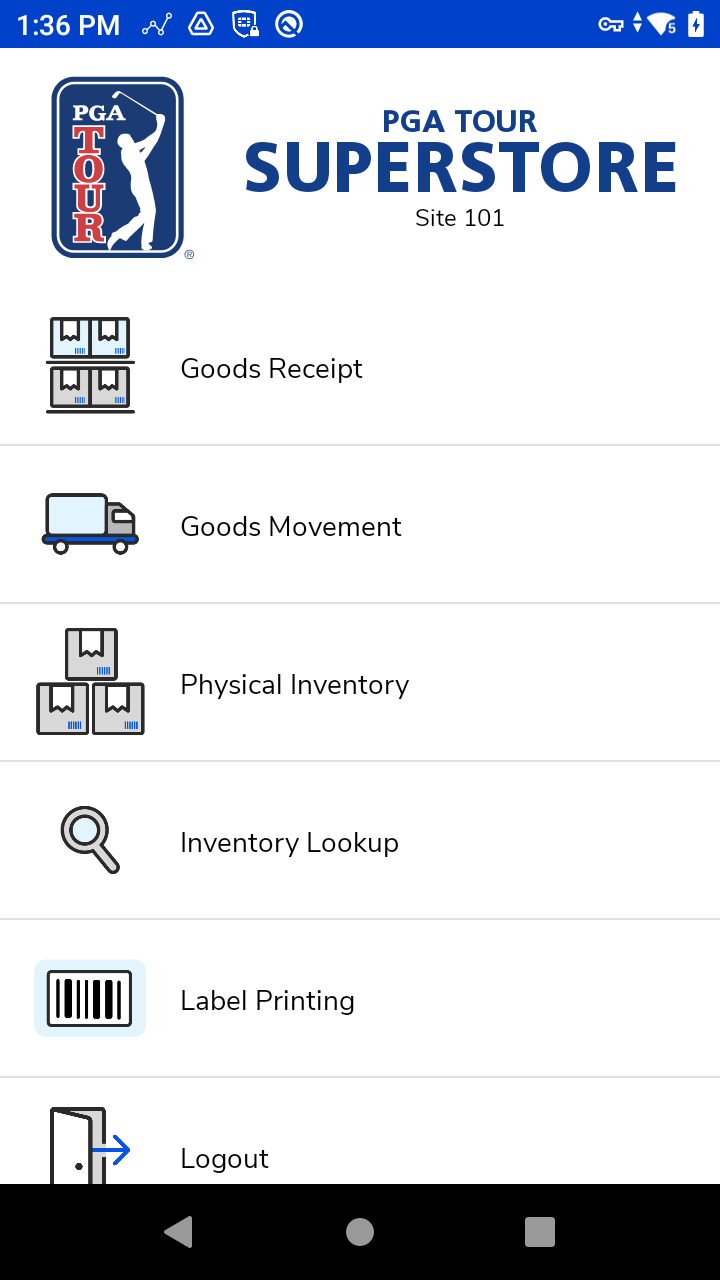 1:36 PM
5
PGA
TOUR
®
PGA TOUR
SUPERSTORE
Site 101
Goods Receipt
Goods Movement
Physical Inventory
Inventory Lookup
Label Printing
Logout